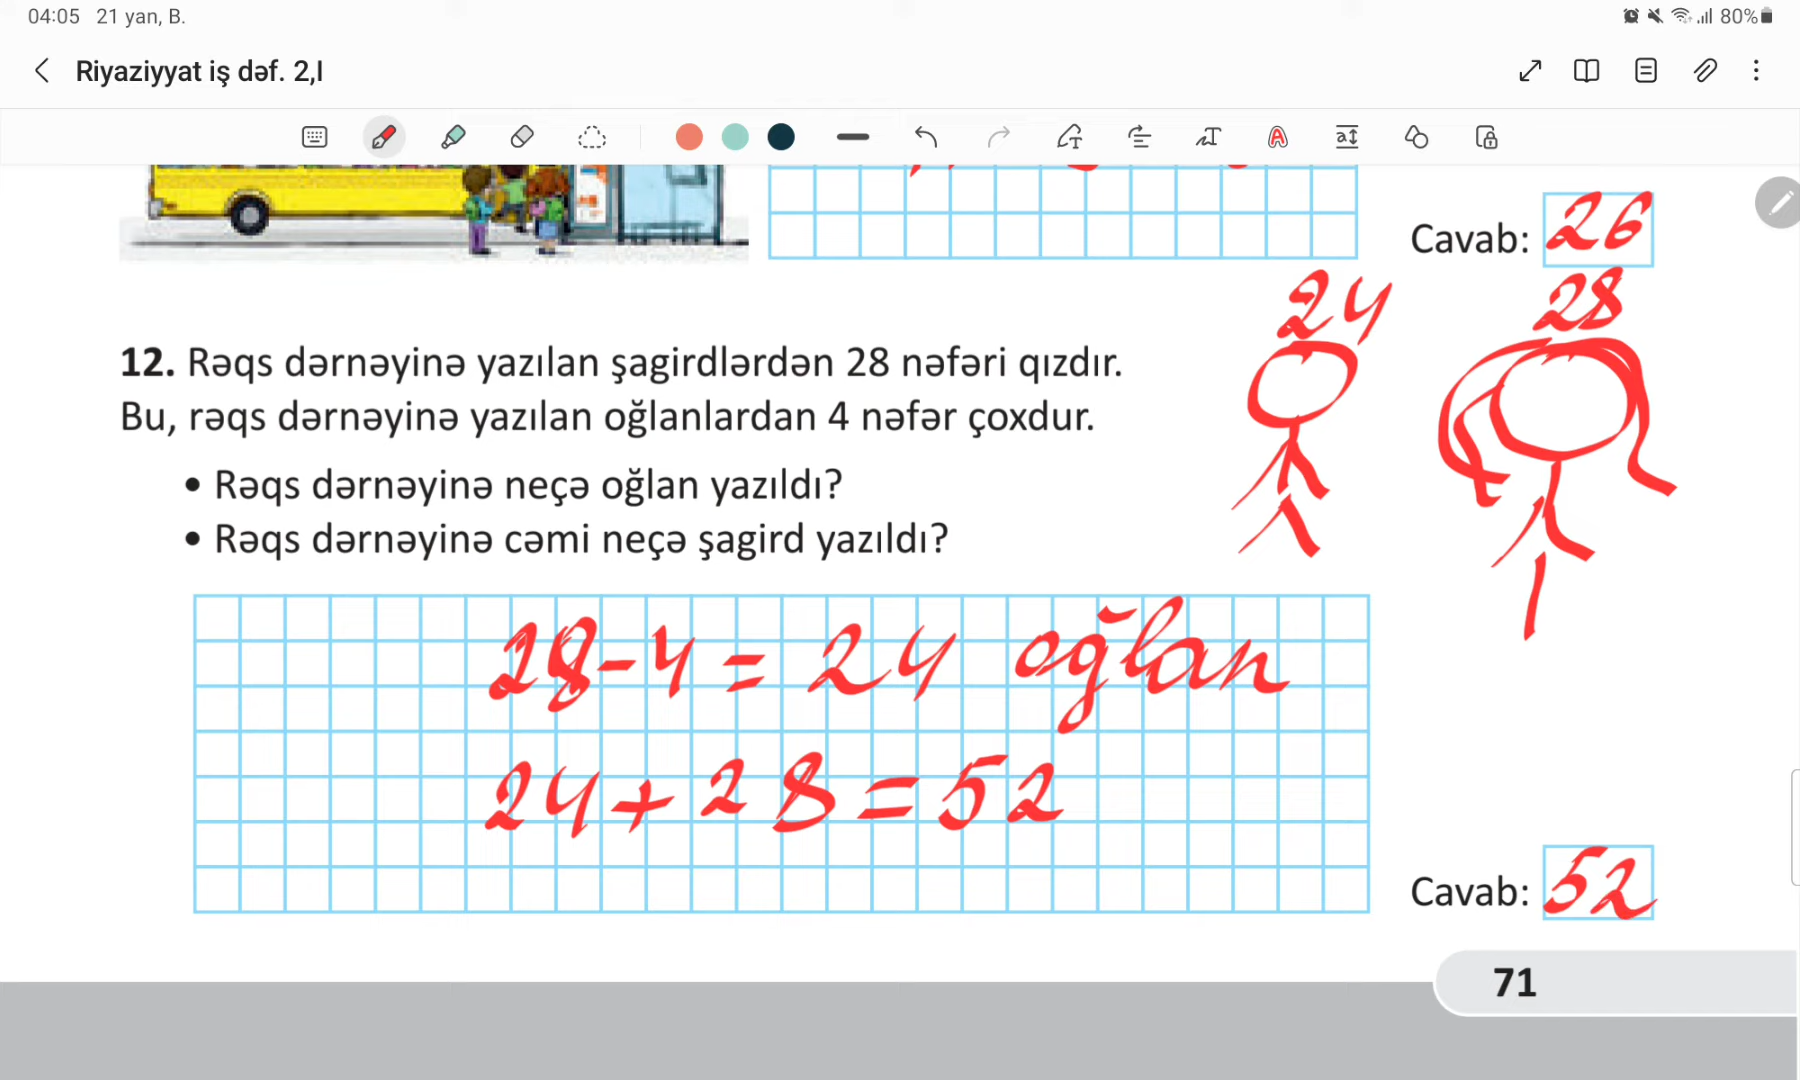 04:05 21 yan, B.
80%
Riyaziyyat iş dəf. 2,I
Cavab: 26
24
28
12. Rəqs dərnəyinə yazılan şagirdlərdən 28 nəfəri qızdır.
Bu, rəqs dərnəyinə yazılan oğlanlardan 4 nəfər çoxdur.
• Rəqs dərnəyinə neçə oğlan yazıldı?
• Rəqs dərnəyinə cəmi neçə şagird yazıldı?
28-4 = 24 oğlan
24+28=52
Cavab: 52
71